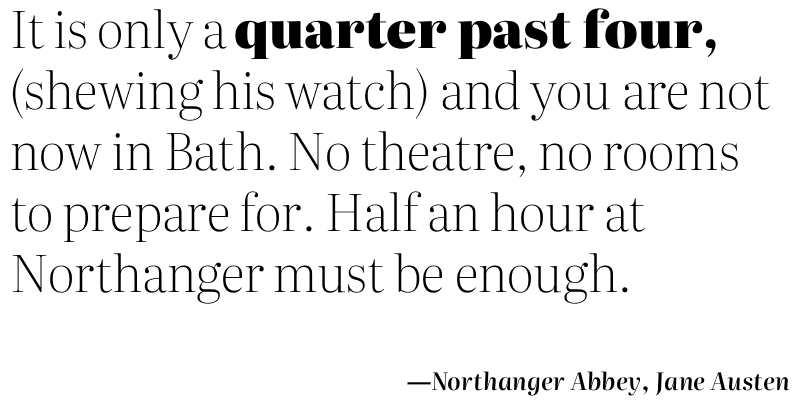 It is only a quarter past four,
(shewing his watch) and you are not
now in Bath. No theatre, no rooms
to prepare for. Half an hour at
Northanger must be enough.
—Northanger Abbey, Jane Austen